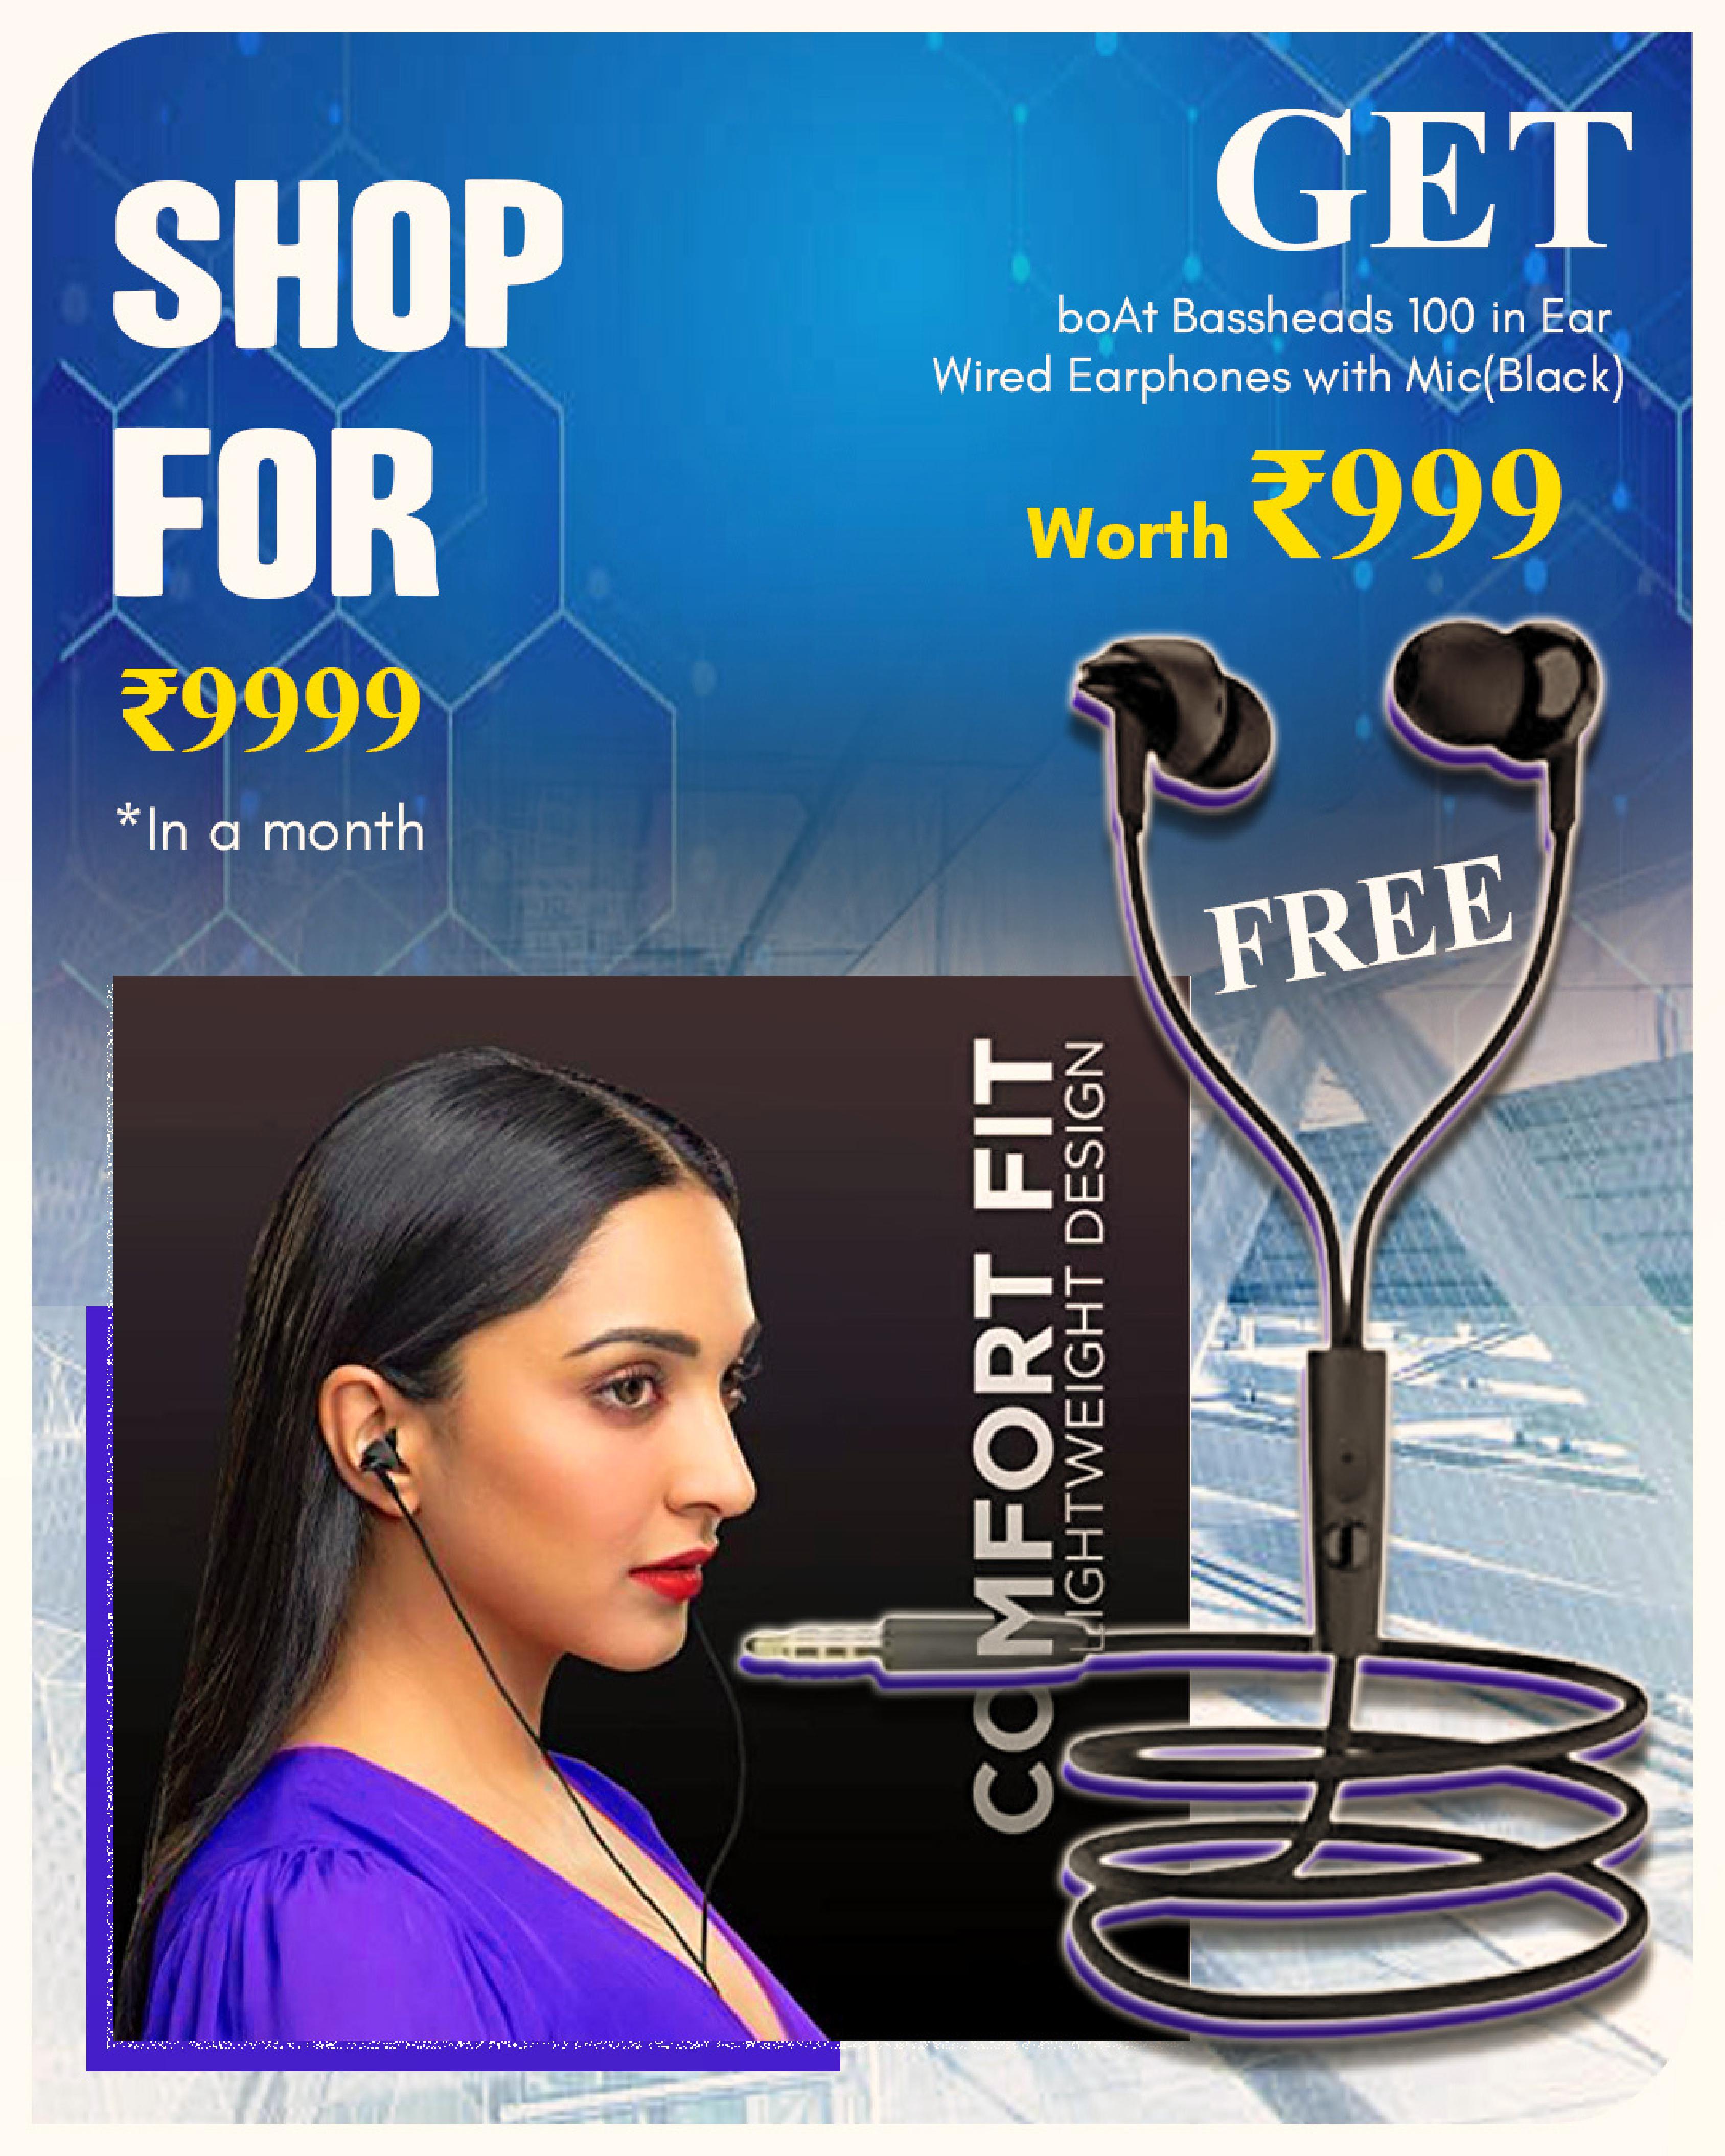 SHOP
FOR
₹9999
*In a month
GET
boAt Bassheads 100 in Ear
Wired Earphones with Mic(Black)
Worth ₹999
FREE
COMFORT FIT
LIGHTWEIGHT DESIGN